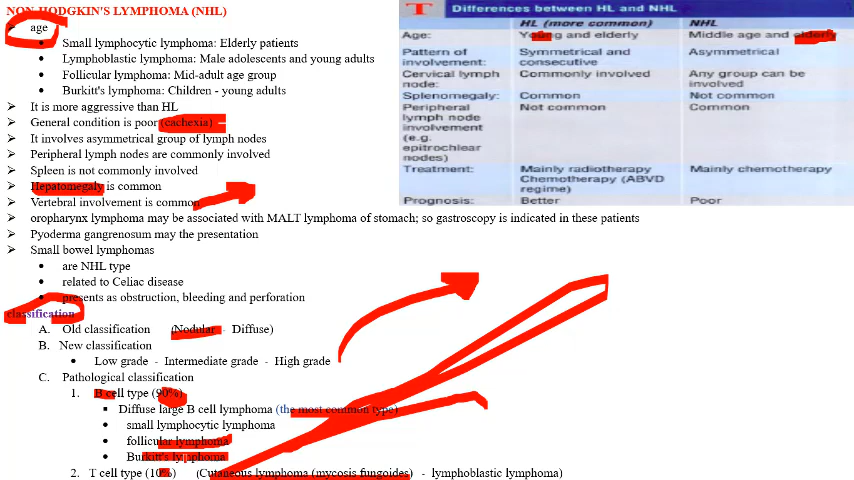 NON-HODGKIN'S LYMPHOMA (NHL)
➢ age
• Small lymphocytic lymphoma: Elderly patients
• Lymphoblastic lymphoma: Male adolescents and young adults
• Follicular lymphoma: Mid-adult age group
• Burkitt's lymphoma: Children - young adults
➢ It is more aggressive than HL
➢ General condition is poor (cachexia)
➢ It involves asymmetrical group of lymph nodes
➢ Peripheral lymph nodes are commonly involved
➢ Spleen is not commonly involved
➢ Hepatomegaly is common
➢ Vertebral involvement is common
➢ oropharynx lymphoma may be associated with MALT lymphoma of stomach; so gastroscopy is indicated in these patients
➢ Pyoderma gangrenosum may the presentation
➢ Small bowel lymphomas
• are NHL type
• related to Celiac disease
• presents as obstruction, bleeding and perforation
classification
A. Old classification (Nodular - Diffuse)
B. New classification
• Low grade - Intermediate grade - High grade
C. Pathological classification
1. B cell type (90%)
▪ Diffuse large B cell lymphoma (the most common type)
• small lymphocytic lymphoma
• follicular lymphoma
• Burkitt's lymphoma
2. T cell type (10%) (Cutaneous lymphoma (mycosis fungoides) - lymphoblastic lymphoma)
T Differences between HL and NHL
HL (more common) NHL
Age: Young and elderly Middle age and elderly
Pattern of involvement: Symmetrical and consecutive Asymmetrical
Cervical lymph node: Commonly involved Any group can be involved
Splenomegaly: Common Not common
Peripheral lymph node involvement (e.g. epitrochlear nodes) Not common Common
Treatment: Mainly radiotherapy Chemotherapy (ABVD regime) Mainly chemotherapy
Prognosis: Better Poor